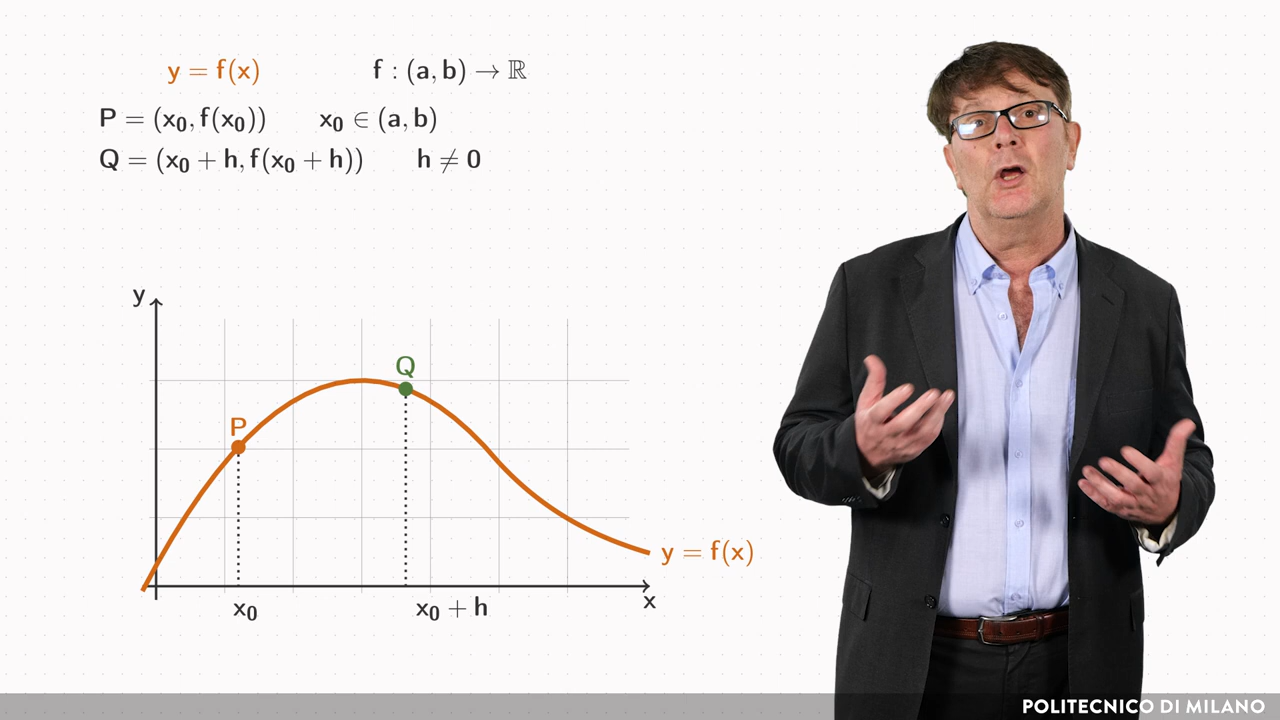 y = f(x) f : (a, b) → ℝ
P = (x₀, f(x₀)) x₀ ∈ (a, b)
Q = (x₀ + h, f(x₀ + h)) h ≠ 0
y
Q
P
y = f(x)
x₀ x₀ + h x
POLITECNICO DI MILANO